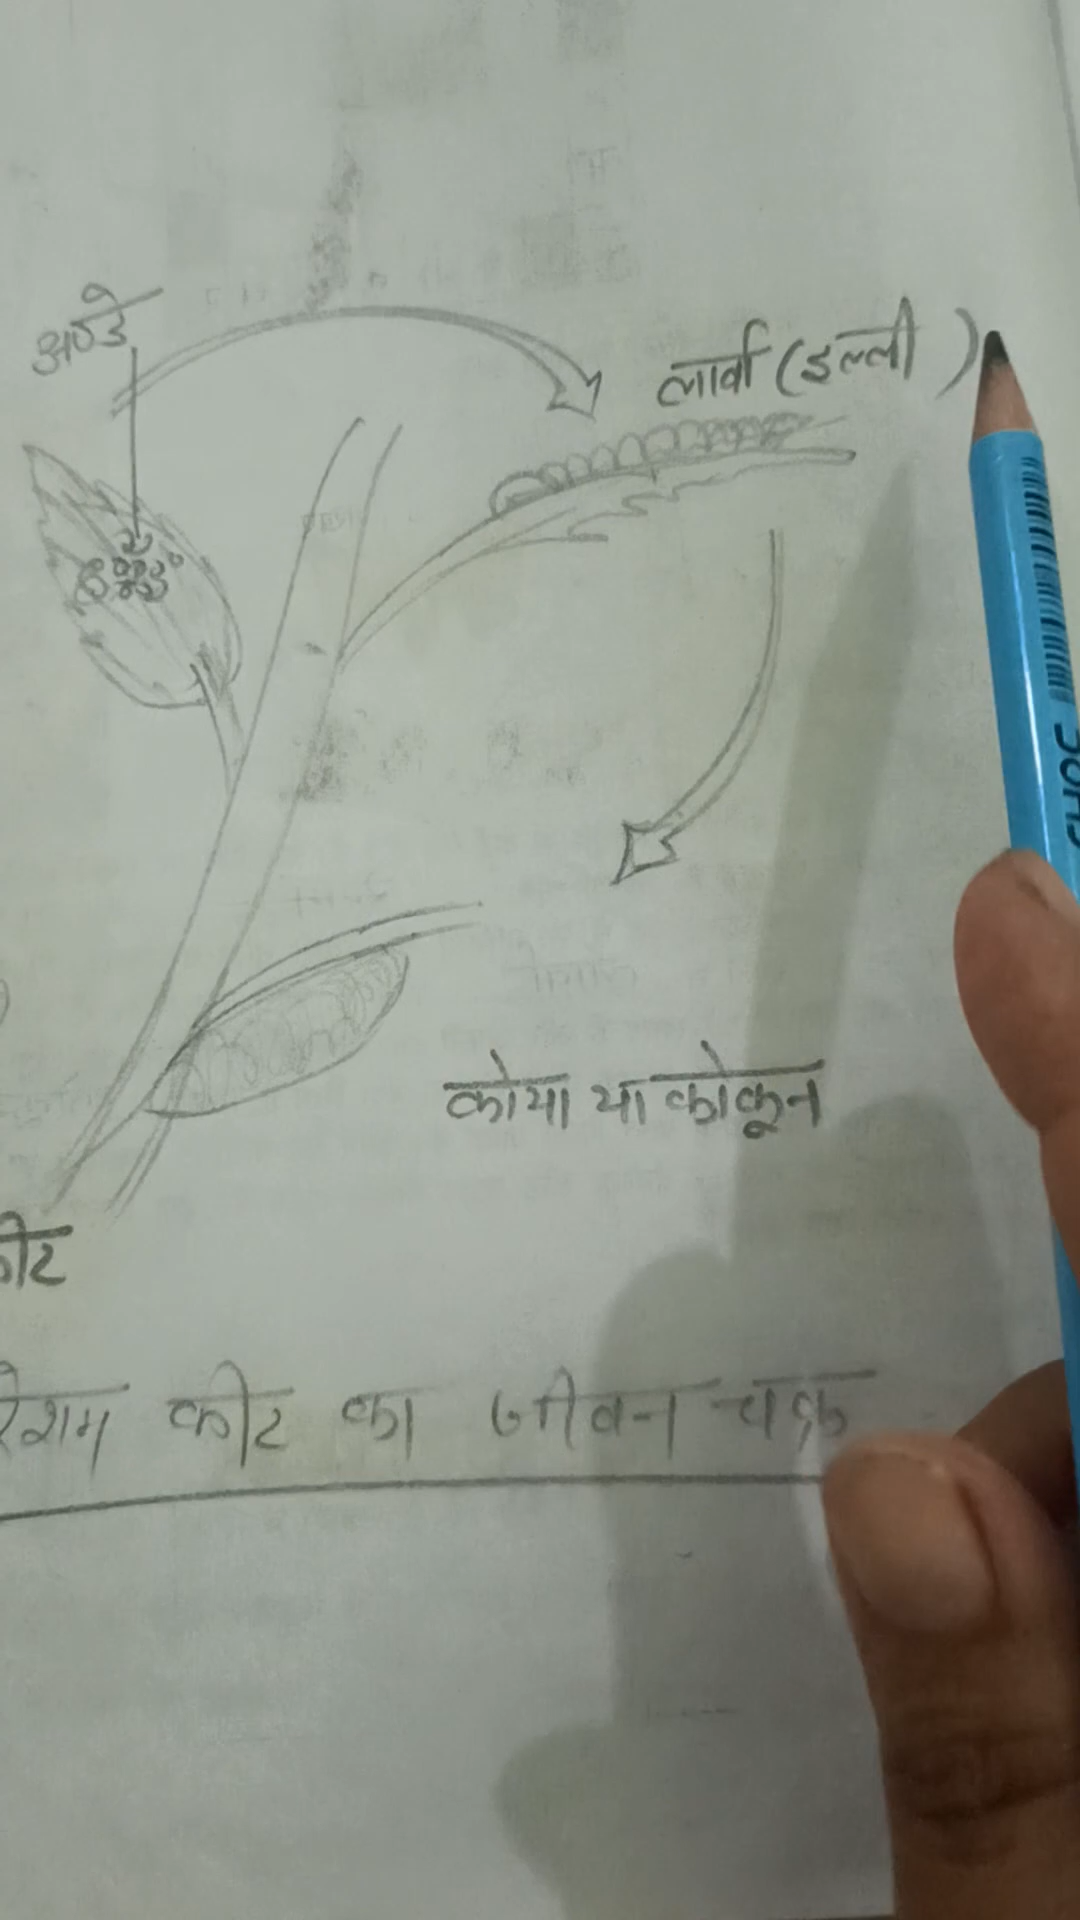 अण्डे
लार्वा (इल्ली )
कोया या कोकून
कीट
रेशम कीट का जीवन चक्र